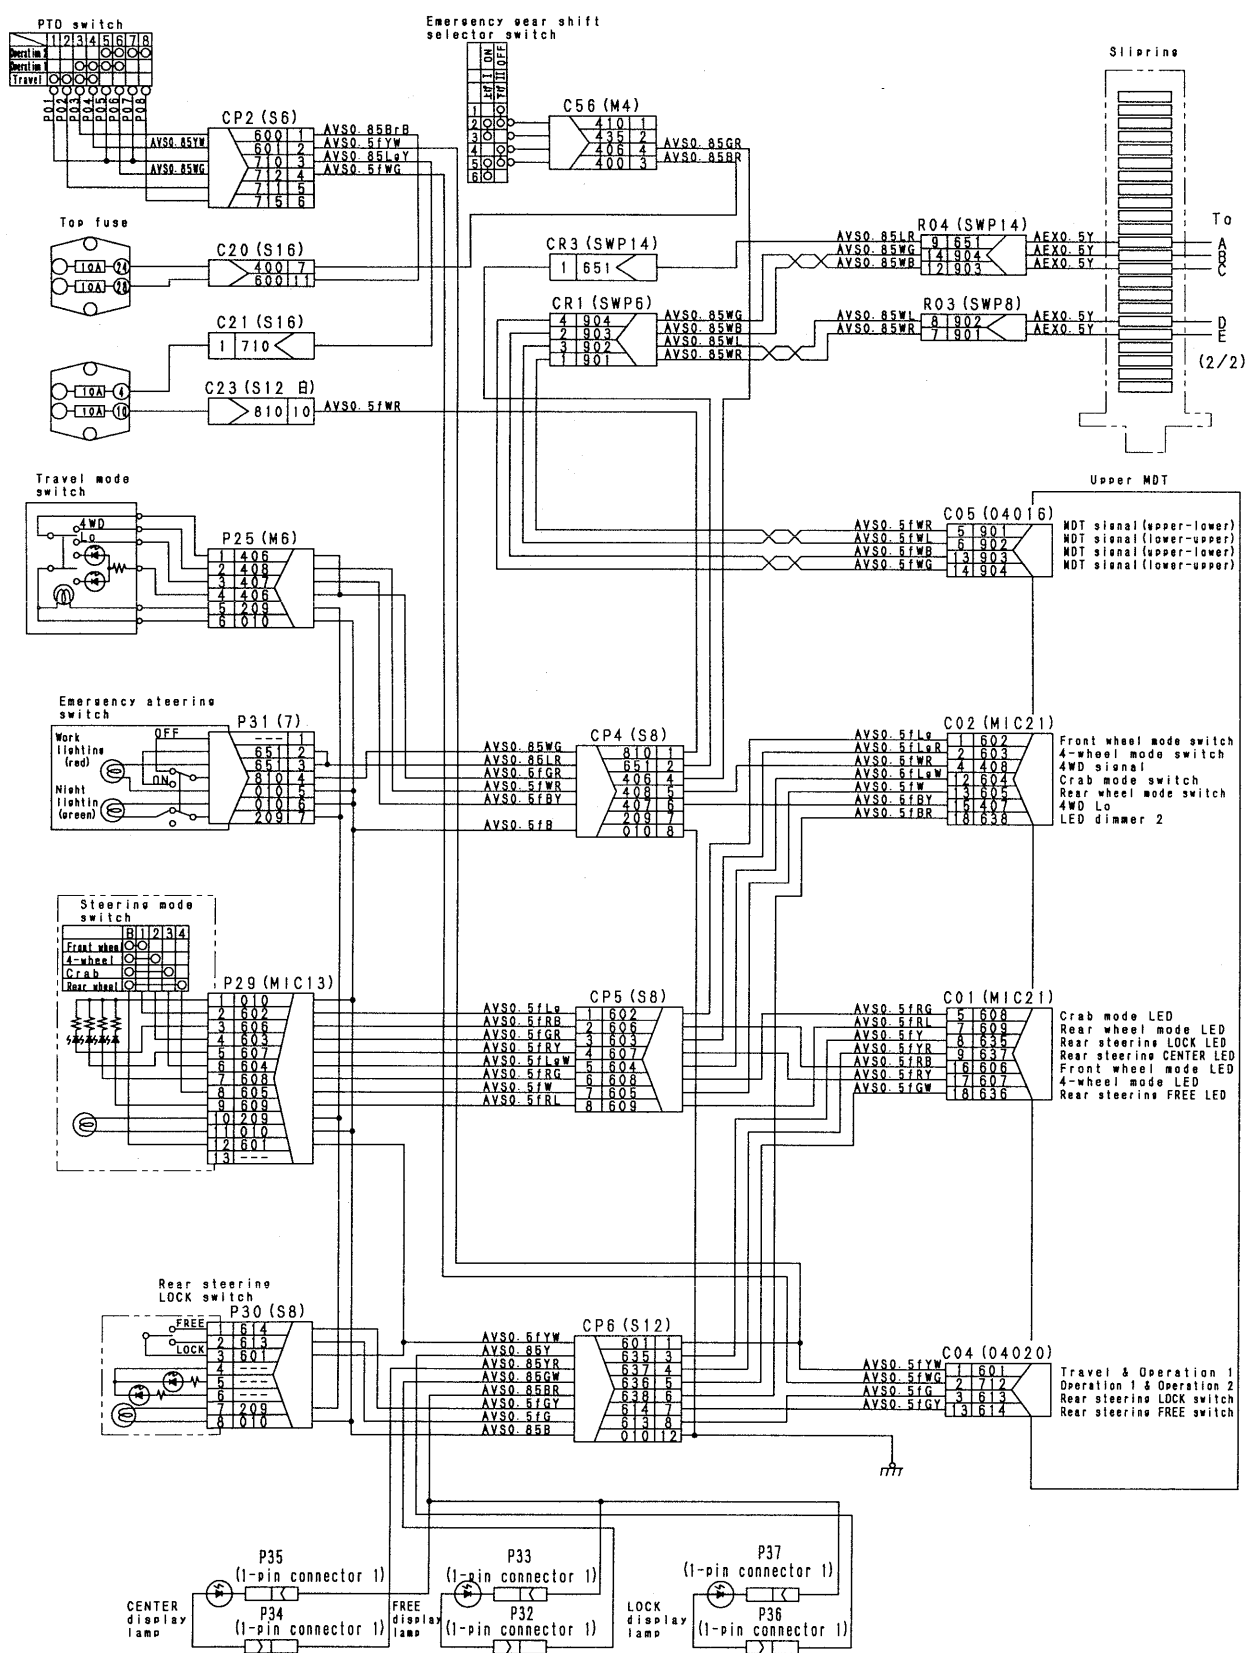 PTO switch
1 2 3 4 5 6 7 8
Operation 2
Operation 1
Travel
P01 P02 P03 P04 P05 P06 P07 P08
AVS0.85YW
AVS0.85WG
CP2 (S6)
600 1
601 2
710 3
712 4
711 5
715 6
AVS0.85BrB
AVS0.5fYW
AVS0.85LgY
AVS0.5fWG
Emergency gear shift
selector switch
I ON
II OFF
1
2
3
4
5
6
C56 (M4)
410 1
435 2
406 4
400 3
AVS0.85GR
AVS0.85BR
Slipring
To
A
B
C
D
E
(2/2)
Top fuse
10A 24
10A 28
C20 (S16)
400 7
600 11
C21 (S16)
1 710
10A 4
10A 10
C23 (S12 白)
810 10
AVS0.5fWR
CR3 (SWP14)
1 651
CR1 (SWP6)
4 904
2 903
3 902
1 901
AVS0.85WG
AVS0.85WB
AVS0.85WL
AVS0.85WR
AVS0.85LR
AVS0.85WG
AVS0.85WB
R04 (SWP14)
9 651
14 904
12 903
AEX0.5Y
AEX0.5Y
AEX0.5Y
AVS0.85WL
AVS0.85WR
R03 (SWP8)
8 902
7 901
AEX0.5Y
AEX0.5Y
Travel mode
switch
4WD
Lo
P25 (M6)
1 406
2 408
3 407
4 406
5 209
6 010
Upper MDT
C05 (04016)
AVS0.5fWR 5 901 MDT signal (upper-lower)
AVS0.5fWL 6 902 MDT signal (lower-upper)
AVS0.5fWB 13 903 MDT signal (upper-lower)
AVS0.5fWG 14 904 MDT signal (lower-upper)
Emergency ateering
switch
Work
lighting
(red)
OFF
ON
Night
lightin
(green)
P31 (7)
--- 1
651 2
651 3
810 4
010 5
010 6
209 7
CP4 (S8)
AVS0.85WG 810 1
AVS0.85LR 651 2
AVS0.5fGR 406 4
AVS0.5fWR 408 5
AVS0.5fBY 407 6
209 7
AVS0.5fB 010 8
C02 (MIC21)
AVS0.5fLg 1 602 Front wheel mode switch
AVS0.5fLgR 2 603 4-wheel mode switch
AVS0.5fWR 4 408 4WD signal
AVS0.5fLgW 12 604 Crab mode switch
AVS0.5fW 13 605 Rear wheel mode switch
AVS0.5fBY 407 4WD Lo
AVS0.5fBR 18 638 LED dimmer 2
Steering mode
switch
B 1 2 3 4
Front wheel
4-wheel
Crab
Rear wheel
P29 (MIC13)
1 010
2 602
3 606
4 603
5 607
6 604
7 608
8 605
9 609
10 209
11 010
12 601
13 ---
CP5 (S8)
AVS0.5fLg 1 602
AVS0.5fRB 2 606
AVS0.5fGR 3 603
AVS0.5fRY 4 607
AVS0.5fLgW 5 604
AVS0.5fRG 6 608
AVS0.5fW 7 605
AVS0.5fRL 8 609
C01 (MIC21)
AVS0.5fRG 5 608 Crab mode LED
AVS0.5fRL 7 609 Rear wheel mode LED
AVS0.5fY 8 635 Rear steering LOCK LED
AVS0.5fYR 9 637 Rear steering CENTER LED
AVS0.5fRB 16 606 Front wheel mode LED
AVS0.5fRY 607 4-wheel mode LED
AVS0.5fGW 18 636 Rear steering FREE LED
Rear steering
LOCK switch
FREE
LOCK
P30 (S8)
1 614
2 613
3 601
4 ---
5 ---
6 ---
7 209
8 010
CP6 (S12)
AVS0.5fYW 601 1
AVS0.85Y 635 3
AVS0.85YR 637 4
AVS0.85GW 636 5
AVS0.85BR 638 6
AVS0.5fGY 614 7
AVS0.5fG 613 8
AVS0.85B 010 12
C04 (04020)
AVS0.5fYW 1 601 Travel & Operation 1
AVS0.5fWG 2 712 Operation 1 & Operation 2
AVS0.5fG 3 613 Rear steering LOCK switch
AVS0.5fGY 13 614 Rear steering FREE switch
P35
(1-pin connector 1)
CENTER
display
lamp
P34
(1-pin connector 1)
P33
(1-pin connector 1)
FREE
display
lamp
P32
(1-pin connector 1)
P37
(1-pin connector 1)
LOCK
display
lamp
P36
(1-pin connector 1)